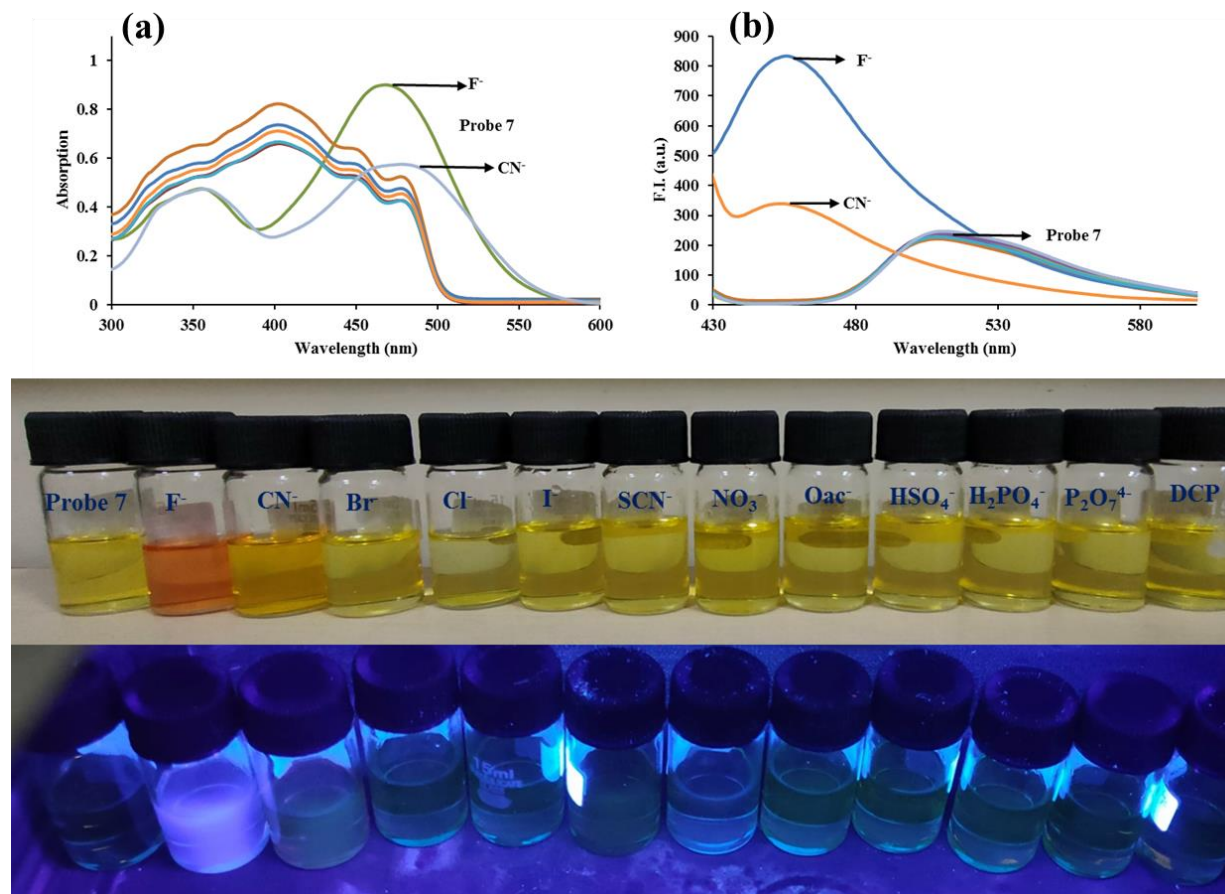 (a)
1
0.8
0.6
0.4
0.2
0
Absorption
F-
Probe 7
CN-
300 350 400 450 500 550 600
Wavelength (nm)
(b)
900
800
700
600
500
400
300
200
100
0
F.I. (a.u.)
F-
CN-
Probe 7
430 480 530 580
Wavelength (nm)
Probe 7 F- CN- Br- Cl- I- SCN- NO3- Oac- HSO4- H2PO4- P2O74- DCP
15ml